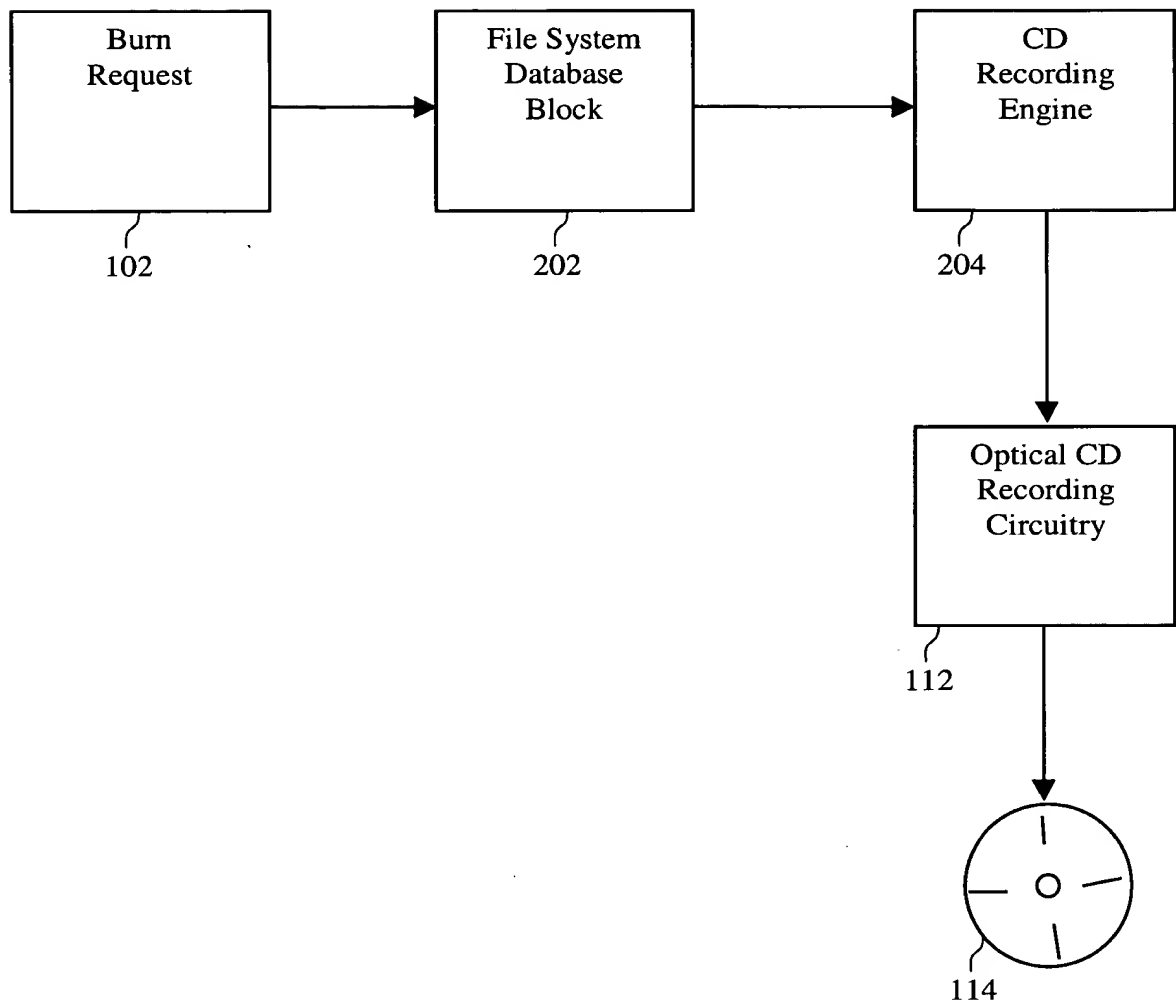 Burn
Request
File System
Database
Block
CD
Recording
Engine
102
202
204
Optical CD
Recording
Circuitry
112
114